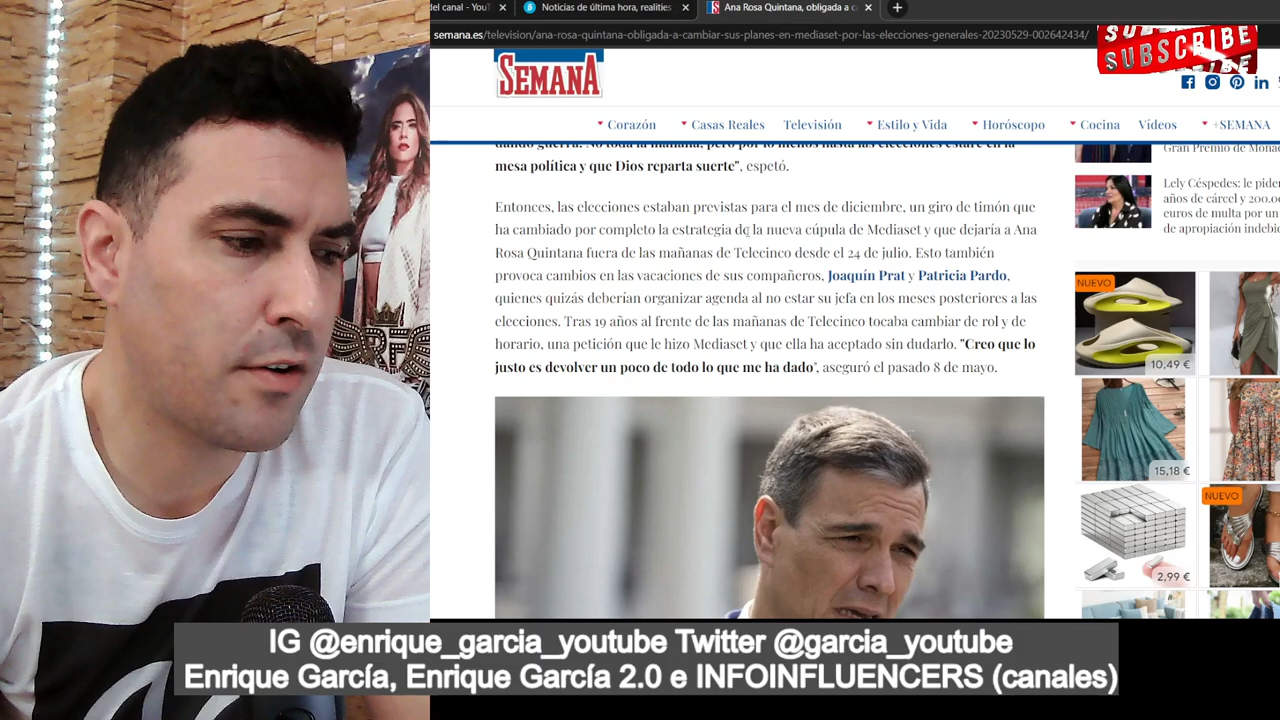 del canal - YouT
Noticias de última hora, realities
Ana Rosa Quintana, obligada a c
semana.es/television/ana-rosa-quintana-obligada-a-cambiar-sus-planes-en-mediaset-por-las-elecciones-generales-20230529-002642434/
SUBSCRIBE
SEMANA
Corazón
Casas Reales
Televisión
Estilo y Vida
Horóscopo
Cocina
Vídeos
+SEMANA
mesa política y que Dios reparta suerte", espetó.
Entonces, las elecciones estaban previstas para el mes de diciembre, un giro de timón que
ha cambiado por completo la estrategia de la nueva cúpula de Mediaset y que dejaría a Ana
Rosa Quintana fuera de las mañanas de Telecinco desde el 24 de julio. Esto también
provoca cambios en las vacaciones de sus compañeros, Joaquín Prat y Patricia Pardo,
quienes quizás deberían organizar agenda al no estar su jefa en los meses posteriores a las
elecciones. Tras 19 años al frente de las mañanas de Telecinco tocaba cambiar de rol y de
horario, una petición que le hizo Mediaset y que ella ha aceptado sin dudarlo. "Creo que lo
justo es devolver un poco de todo lo que me ha dado", aseguró el pasado 8 de mayo.
Gran Premio de Móna
Lely Céspedes: le piden
años de cárcel y 200.00
euros de multa por un
de apropiación indebi
NUEVO
10,49 €
15,18 €
NUEVO
2,99 €
IG @enrique_garcia_youtube Twitter @garcia_youtube
Enrique García, Enrique García 2.0 e INFOINFLUENCERS (canales)